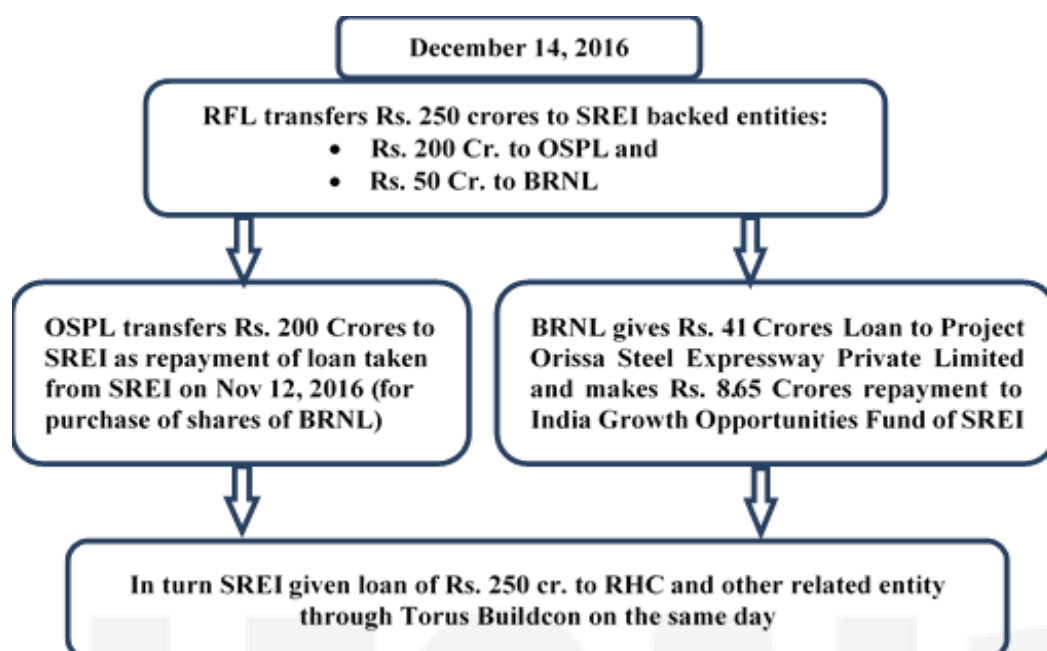 December 14, 2016
RFL transfers Rs. 250 crores to SREI backed entities:
• Rs. 200 Cr. to OSPL and
• Rs. 50 Cr. to BRNL
OSPL transfers Rs. 200 Crores to
SREI as repayment of loan taken
from SREI on Nov 12, 2016 (for
purchase of shares of BRNL)
BRNL gives Rs. 41 Crores Loan to Project
Orissa Steel Expressway Private Limited
and makes Rs. 8.65 Crores repayment to
India Growth Opportunities Fund of SREI
In turn SREI given loan of Rs. 250 cr. to RHC and other related entity
through Torus Buildcon on the same day